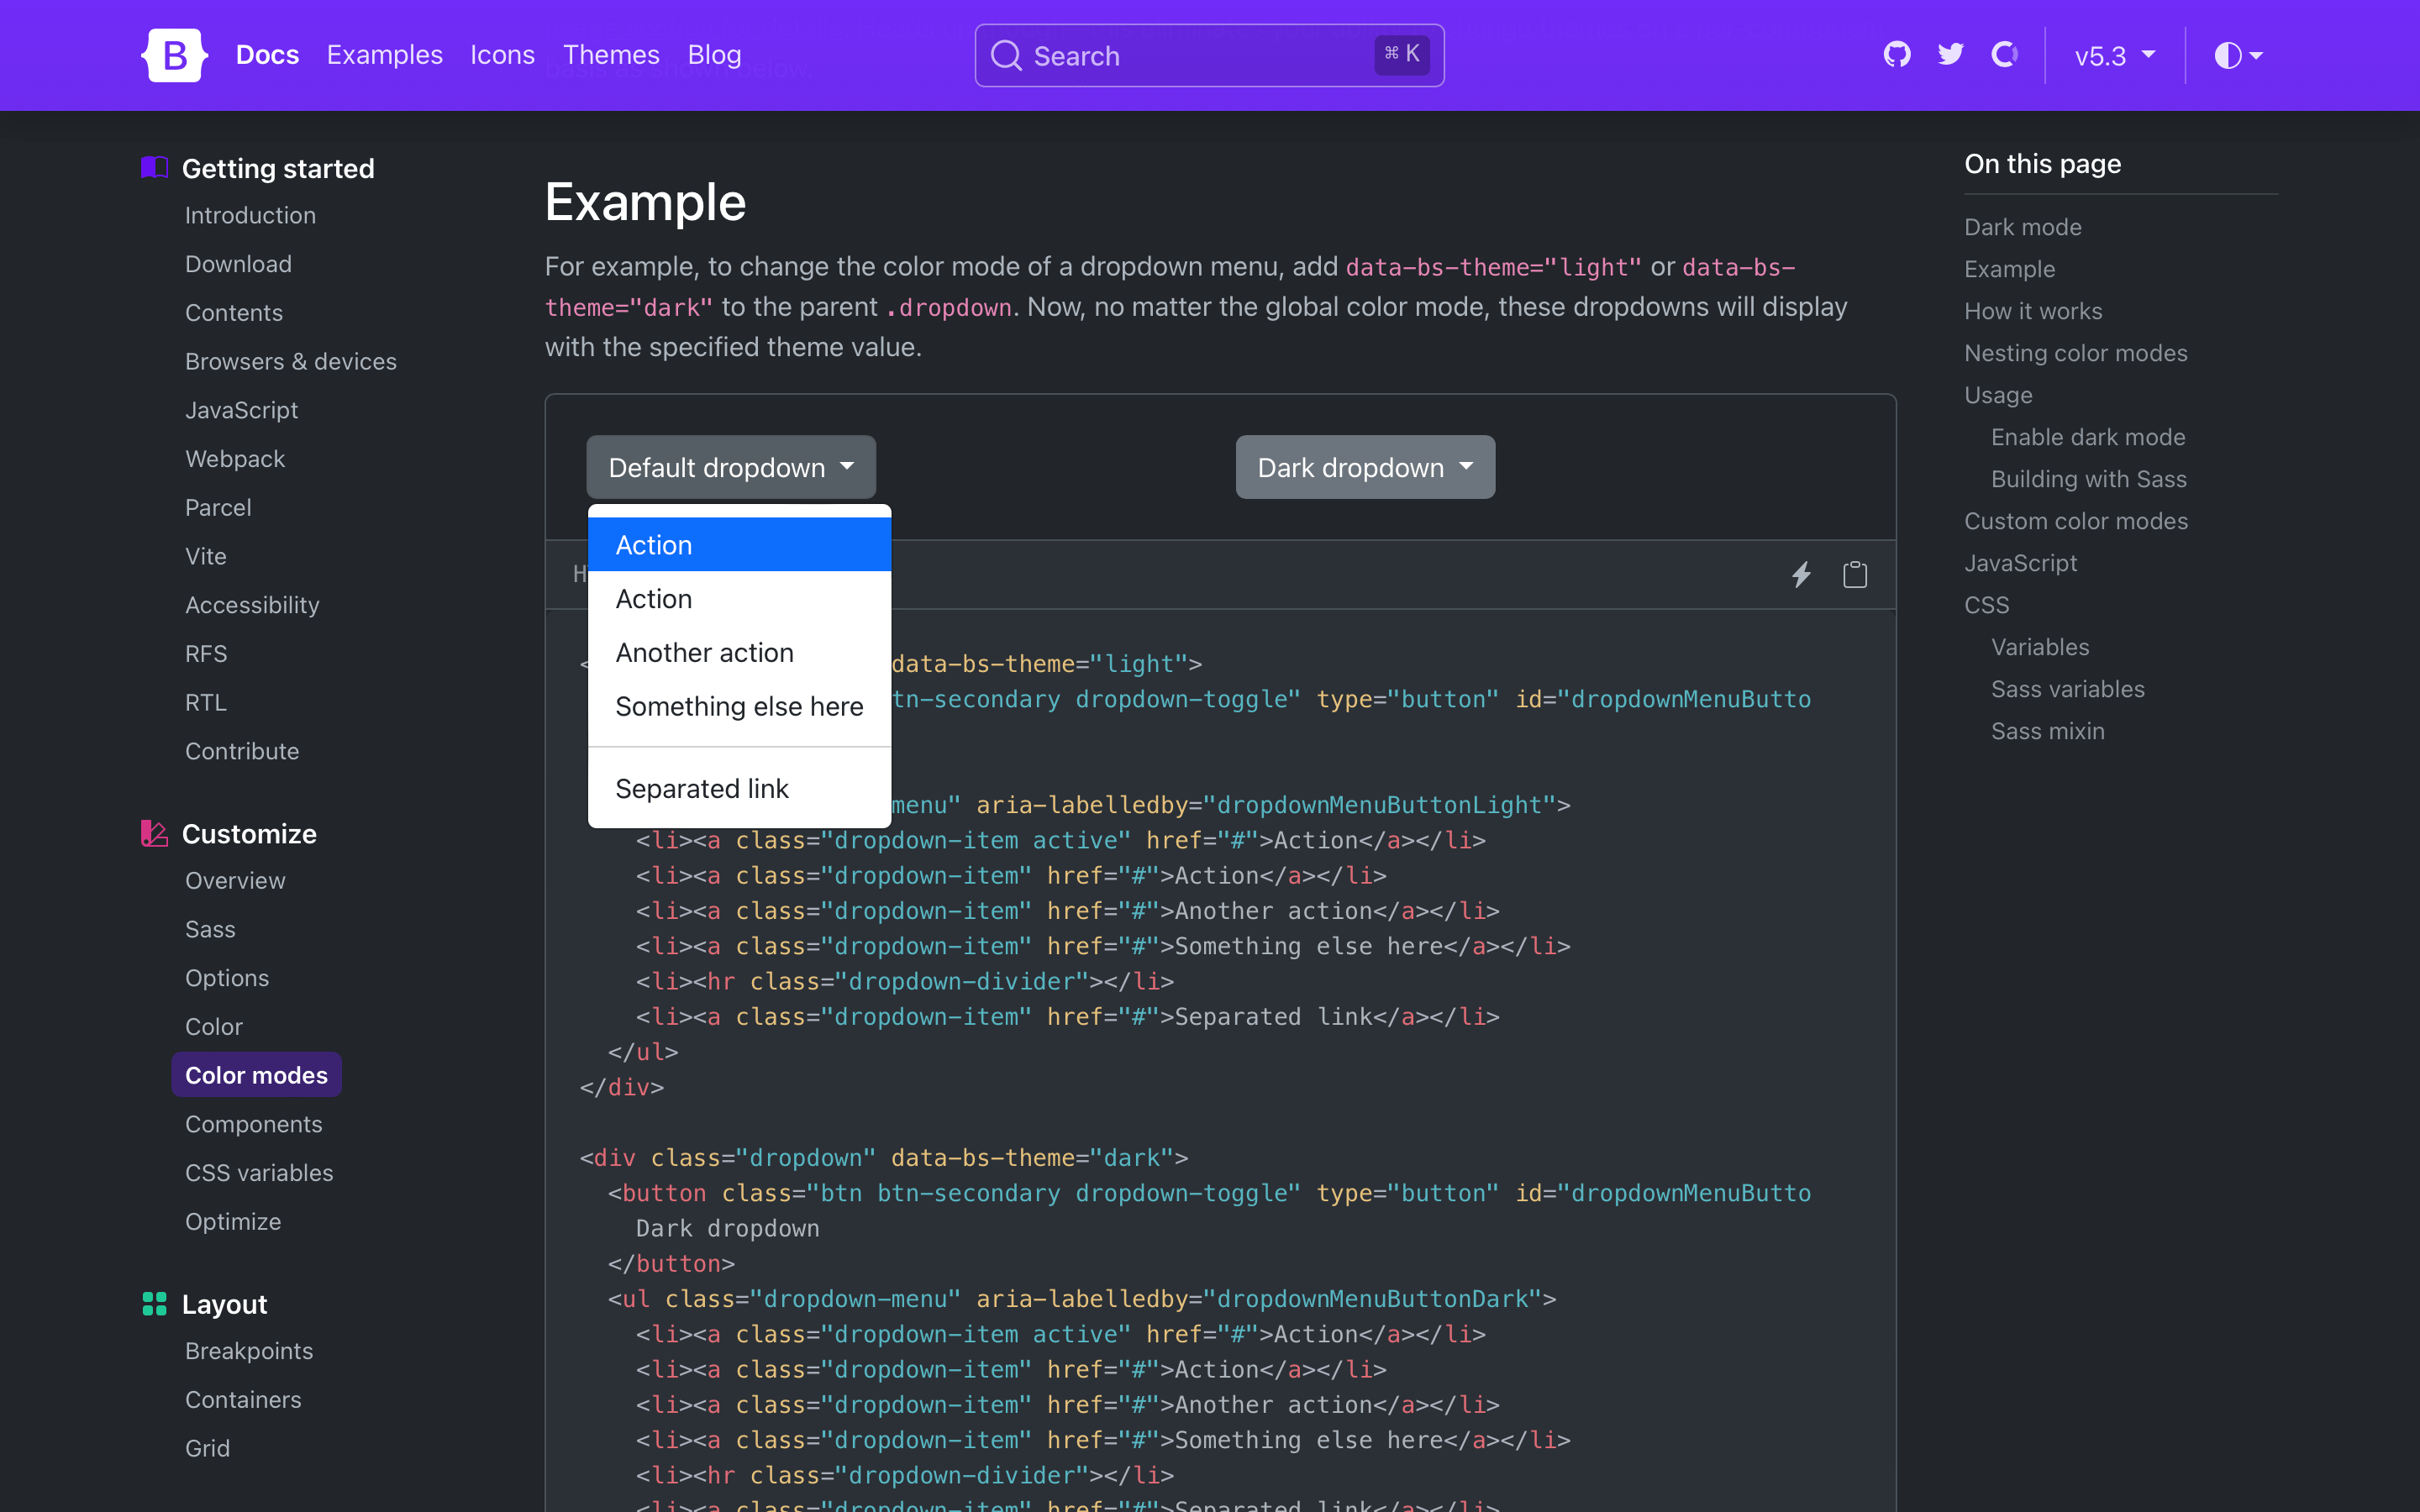 B Docs Examples Icons Themes Blog
Search ⌘ K
v5.3
basis as shown below.
Getting started
Introduction
Download
Contents
Browsers & devices
JavaScript
Webpack
Parcel
Vite
Accessibility
RFS
RTL
Contribute
Customize
Overview
Sass
Options
Color
Color modes
Components
CSS variables
Optimize
Layout
Breakpoints
Containers
Grid
Example
For example, to change the color mode of a dropdown menu, add data-bs-theme="light" or data-bs-
theme="dark" to the parent .dropdown. Now, no matter the global color mode, these dropdowns will display
with the specified theme value.
Default dropdown
Dark dropdown
Action
Action
Another action
Something else here
Separated link
H
< data-bs-theme="light">
tn-secondary dropdown-toggle" type="button" id="dropdownMenuButto
menu" aria-labelledby="dropdownMenuButtonLight">
<li><a class="dropdown-item active" href="#">Action</a></li>
<li><a class="dropdown-item" href="#">Action</a></li>
<li><a class="dropdown-item" href="#">Another action</a></li>
<li><a class="dropdown-item" href="#">Something else here</a></li>
<li><hr class="dropdown-divider"></li>
<li><a class="dropdown-item" href="#">Separated link</a></li>
</ul>
</div>
<div class="dropdown" data-bs-theme="dark">
<button class="btn btn-secondary dropdown-toggle" type="button" id="dropdownMenuButto
Dark dropdown
</button>
<ul class="dropdown-menu" aria-labelledby="dropdownMenuButtonDark">
<li><a class="dropdown-item active" href="#">Action</a></li>
<li><a class="dropdown-item" href="#">Action</a></li>
<li><a class="dropdown-item" href="#">Another action</a></li>
<li><a class="dropdown-item" href="#">Something else here</a></li>
<li><hr class="dropdown-divider"></li>
<li><a class="dropdown-item" href="#">Separated link</a></li>
On this page
Dark mode
Example
How it works
Nesting color modes
Usage
Enable dark mode
Building with Sass
Custom color modes
JavaScript
CSS
Variables
Sass variables
Sass mixin